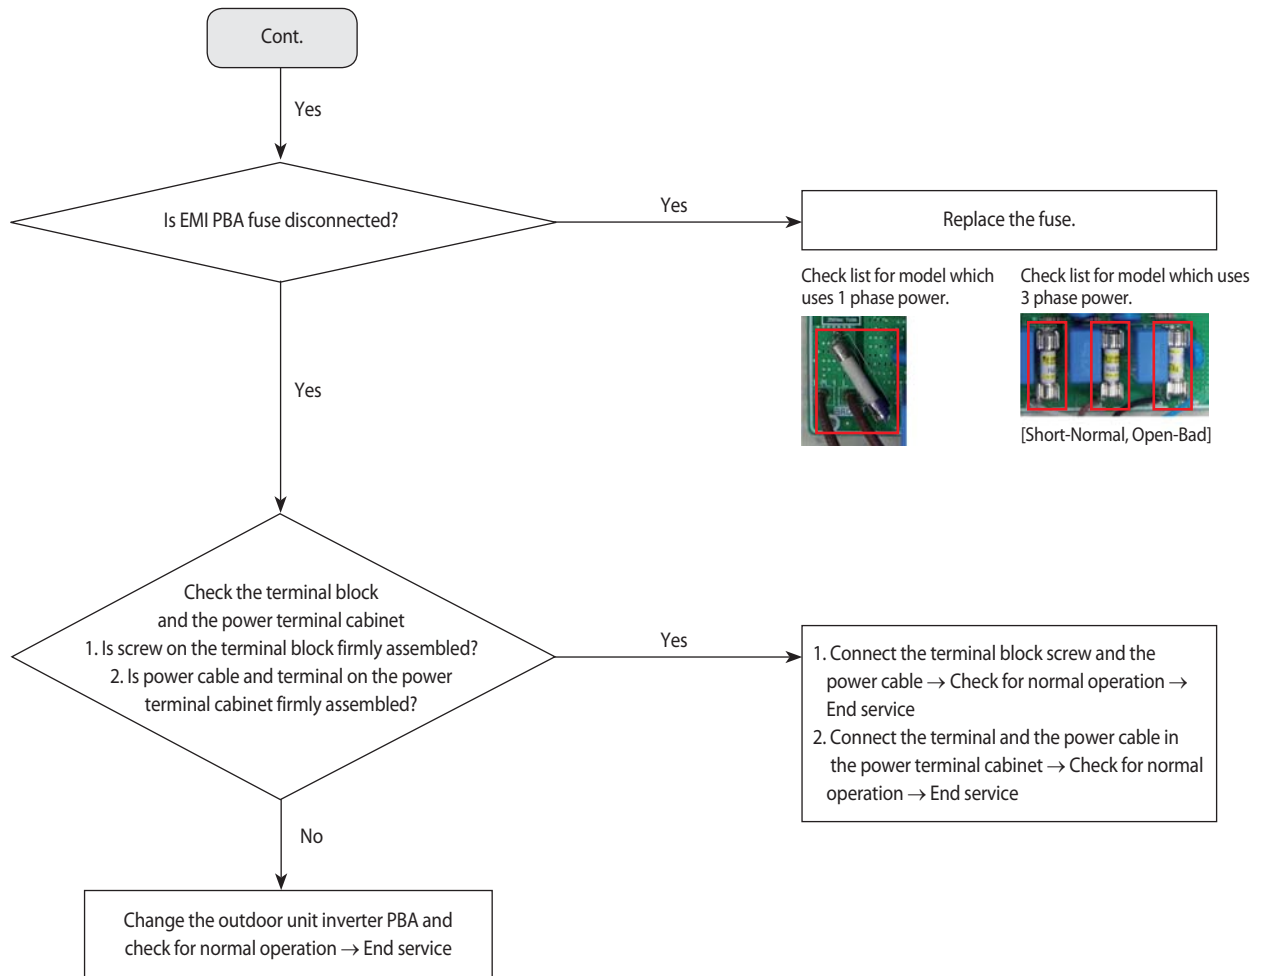 Cont.
Yes
Is EMI PBA fuse disconnected?
Yes
Replace the fuse.
Check list for model which
uses 1 phase power.
Check list for model which uses
3 phase power.
[Short-Normal, Open-Bad]
Yes
Check the terminal block
and the power terminal cabinet
1. Is screw on the terminal block firmly assembled?
2. Is power cable and terminal on the power
terminal cabinet firmly assembled?
Yes
1. Connect the terminal block screw and the
power cable → Check for normal operation →
End service
2. Connect the terminal and the power cable in
the power terminal cabinet → Check for normal
operation → End service
No
Change the outdoor unit inverter PBA and
check for normal operation → End service